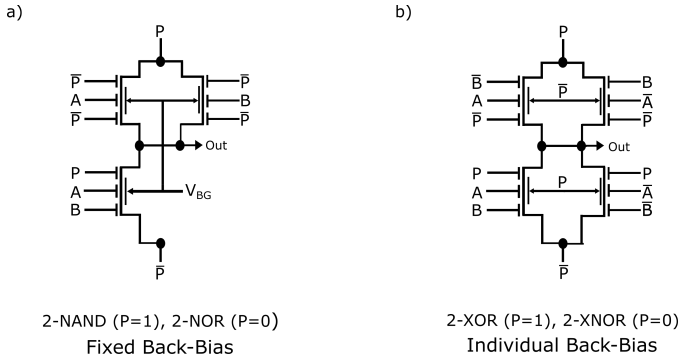 a)
P
P̅
A
P̅
P̅
B
P̅
Out
P
A
B
V_BG
P̅
2-NAND (P=1), 2-NOR (P=0)
Fixed Back-Bias
b)
P
B̅
A
P̅
P̅
B
A̅
P̅
Out
P
A
B
P
P
A̅
B̅
P̅
2-XOR (P=1), 2-XNOR (P=0)
Individual Back-Bias